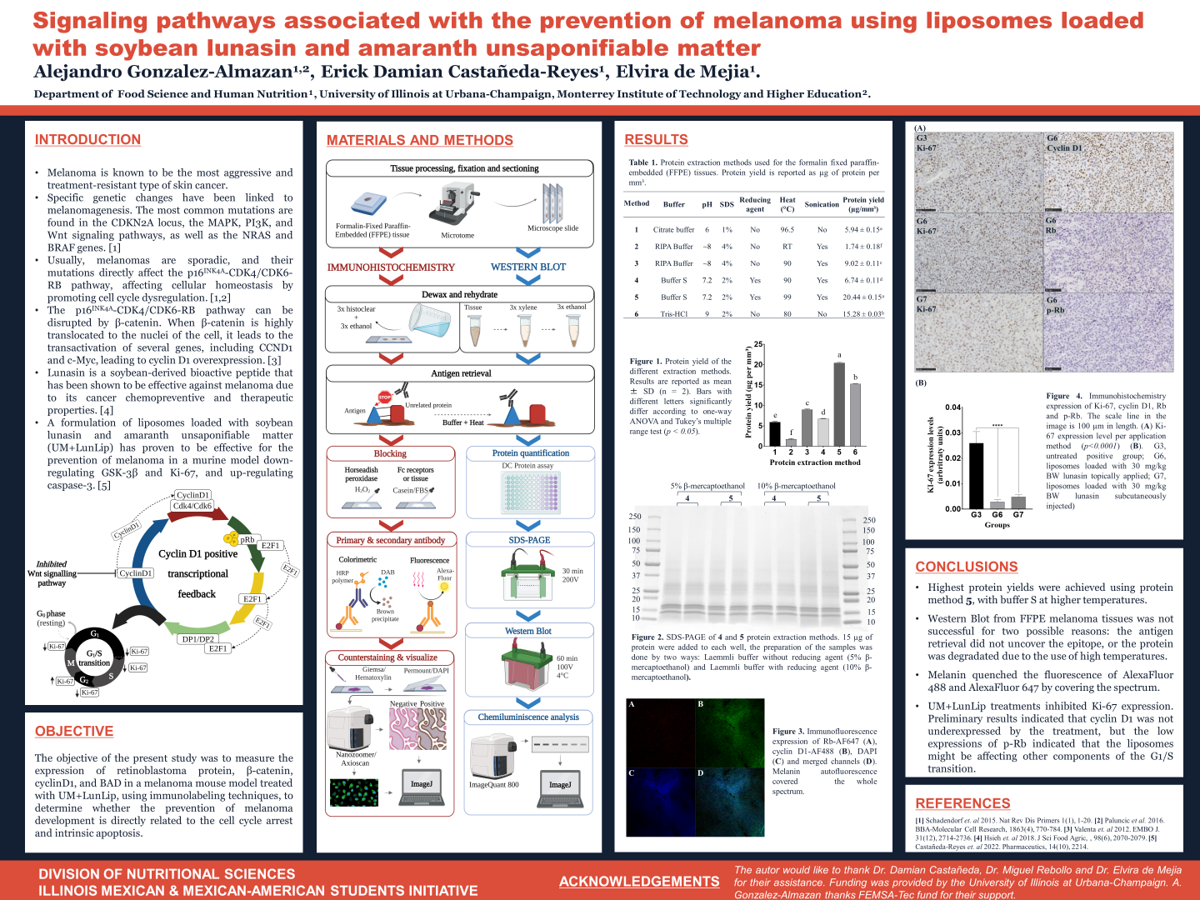 Signaling pathways associated with the prevention of melanoma using liposomes loaded
with soybean lunasin and amaranth unsaponifiable matter
Alejandro Gonzalez-Almazan¹,², Erick Damian Castañeda-Reyes¹, Elvira de Mejia¹.
Department of Food Science and Human Nutrition¹, University of Illinois at Urbana-Champaign, Monterrey Institute of Technology and Higher Education².
INTRODUCTION
• Melanoma is known to be the most aggressive and
treatment-resistant type of skin cancer.
• Specific genetic changes have been linked to
melanomagenesis. The most common mutations are
found in the CDKN2A locus, the MAPK, PI3K, and
Wnt signaling pathways, as well as the NRAS and
BRAF genes. [1]
• Usually, melanomas are sporadic, and their
mutations directly affect the p16ᴵᴺᴷ⁴ᴬ-CDK4/CDK6-
RB pathway, affecting cellular homeostasis by
promoting cell cycle dysregulation. [1,2]
• The p16ᴵᴺᴷ⁴ᴬ-CDK4/CDK6-RB pathway can be
disrupted by β-catenin. When β-catenin is highly
translocated to the nuclei of the cell, it leads to the
transactivation of several genes, including CCND1
and c-Myc, leading to cyclin D1 overexpression. [3]
• Lunasin is a soybean-derived bioactive peptide that
has been shown to be effective against melanoma due
to its cancer chemopreventive and therapeutic
properties. [4]
• A formulation of liposomes loaded with soybean
lunasin and amaranth unsaponifiable matter
(UM+LunLip) has proven to be effective for the
prevention of melanoma in a murine model down-
regulating GSK-3β and Ki-67, and up-regulating
caspase-3. [5]
CyclinD1
Cdk4/Cdk6
CyclinD1
pRb
E2F1
Cyclin D1 positive
transcriptional
feedback
Inhibited
Wnt signalling
pathway
CyclinD1
E2F1
E2F1
E2F1
DP1/DP2
E2F1
G₀ phase
(resting)
G₁
G₁/S
transition
M
S
G₂
↓Ki-67
↓Ki-67
↓Ki-67
↑Ki-67
↓Ki-67
OBJECTIVE
The objective of the present study was to measure the
expression of retinoblastoma protein, β-catenin,
cyclinD1, and BAD in a melanoma mouse model treated
with UM+LunLip, using immunolabeling techniques, to
determine whether the prevention of melanoma
development is directly related to the cell cycle arrest
and intrinsic apoptosis.
MATERIALS AND METHODS
Tissue processing, fixation and sectioning
Formalin-Fixed Paraffin-
Embedded (FFPE) tissue
Microtome
Microscope slide
IMMUNOHISTOCHEMISTRY
WESTERN BLOT
Dewax and rehydrate
3x histoclear
+
3x ethanol
Tissue
3x xylene
3x ethanol
Antigen retrieval
STOP
Unrelated protein
Antigen
Buffer + Heat
Blocking
Horseadish
peroxidase
H₂O₂
Fc receptors
or tissue
Casein/FBS
Protein quantification
DC Protein assay
Primary & secondary antibody
Colorimetric
Fluorescence
HRP
polymer
DAB
Brown
precipitate
Alexa-
Fluor
SDS-PAGE
30 min
200V
Western Blot
60 min
100V
4°C
Counterstaining & visualize
Giemsa/
Hematoxylin
Permount/DAPI
Negative Positive
Nanozoomer/
Axioscan
ImageJ
Chemiluminiscence analysis
ImageQuant 800
ImageJ
RESULTS
Table 1. Protein extraction methods used for the formalin fixed paraffin-
embedded (FFPE) tissues. Protein yield is reported as µg of protein per
mm³.
Method Buffer pH SDS Reducing agent Heat (°C) Sonication Protein yield (µg/mm³)
1 Citrate buffer 6 1% No 96.5 No 5.94 ± 0.15ᵉ
2 RIPA Buffer ~8 4% No RT Yes 1.74 ± 0.18ᶠ
3 RIPA Buffer ~8 4% No 90 Yes 9.02 ± 0.11ᶜ
4 Buffer S 7.2 2% Yes 90 Yes 6.74 ± 0.11ᵈ
5 Buffer S 7.2 2% Yes 99 Yes 20.44 ± 0.15ᵃ
6 Tris-HCl 9 2% No 80 No 15.28 ± 0.03ᵇ
Figure 1. Protein yield of the
different extraction methods.
Results are reported as mean
± SD (n = 2). Bars with
different letters significantly
differ according to one-way
ANOVA and Tukey's multiple
range test (p < 0.05).
Protein yield (µg per mm³)
25
20
15
10
5
0
e f c d a b
1 2 3 4 5 6
Protein extraction method
5% β-mercaptoethanol 10% β-mercaptoethanol
4 5 4 5
250 250
150 150
100 100
75 75
50 50
37 37
25 25
20 20
15 15
10 10
Figure 2. SDS-PAGE of 4 and 5 protein extraction methods. 15 µg of
protein were added to each well, the preparation of the samples was
done by two ways: Laemnli buffer without reducing agent (5% β-
mercaptoethanol) and Laemnli buffer with reducing agent (10% β-
mercaptoethanol).
A
B
C
D
Figure 3. Immunofluorescence
expression of Rb-AF647 (A),
cyclin D1-AF488 (B), DAPI
(C) and merged channels (D).
Melanin autofluorescence
covered the whole
spectrum.
(A)
G3
Ki-67
G6
Cyclin D1
G6
Ki-67
G6
Rb
G7
Ki-67
G6
p-Rb
(B)
KI-67 expression levels
(arbritraty units)
0.04
0.03
0.02
0.01
0.00
****
G3 G6 G7
Groups
Figure 4. Immunohistochemistry
expression of Ki-67, cyclin D1, Rb
and p-Rb. The scale line in the
image is 100 µm in length. (A) Ki-
67 expression level per application
method (p<0.0001) (B). G3,
untreated positive group; G6,
liposomes loaded with 30 mg/kg
BW lunasin topically applied; G7,
liposomes loaded with 30 mg/kg
BW lunasin subcutaneously
injected)
CONCLUSIONS
• Highest protein yields were achieved using protein
method 5, with buffer S at higher temperatures.
• Western Blot from FFPE melanoma tissues was not
successful for two possible reasons: the antigen
retrieval did not uncover the epitope, or the protein
was degradated due to the use of high temperatures.
• Melanin quenched the fluorescence of AlexaFluor
488 and AlexaFluor 647 by covering the spectrum.
• UM+LunLip treatments inhibited Ki-67 expression.
Preliminary results indicated that cyclin D1 was not
underexpressed by the treatment, but the low
expressions of p-Rb indicated that the liposomes
might be affecting other components of the G1/S
transition.
REFERENCES
[1] Schadendorf et. al 2015. Nat Rev Dis Primers 1(1), 1-20. [2] Paluncic et al. 2016.
BBA-Molecular Cell Research, 1863(4), 770-784. [3] Valenta et. al 2012. EMBO J.
31(12), 2714-2736. [4] Hsieh et al. 2018. J Sci Food Agric, , 98(6), 2070-2079. [5]
Castañeda-Reyes et. al 2022. Pharmaceutics, 14(10), 2214.
DIVISION OF NUTRITIONAL SCIENCES
ILLINOIS MEXICAN & MEXICAN-AMERICAN STUDENTS INITIATIVE
ACKNOWLEDGEMENTS
The autor would like to thank Dr. Damian Castañeda, Dr. Miguel Rebollo and Dr. Elvira de Mejia
for their assistance. Funding was provided by the University of Illinois at Urbana-Champaign. A.
Gonzalez-Almazan thanks FEMSA-Tec fund for their support.